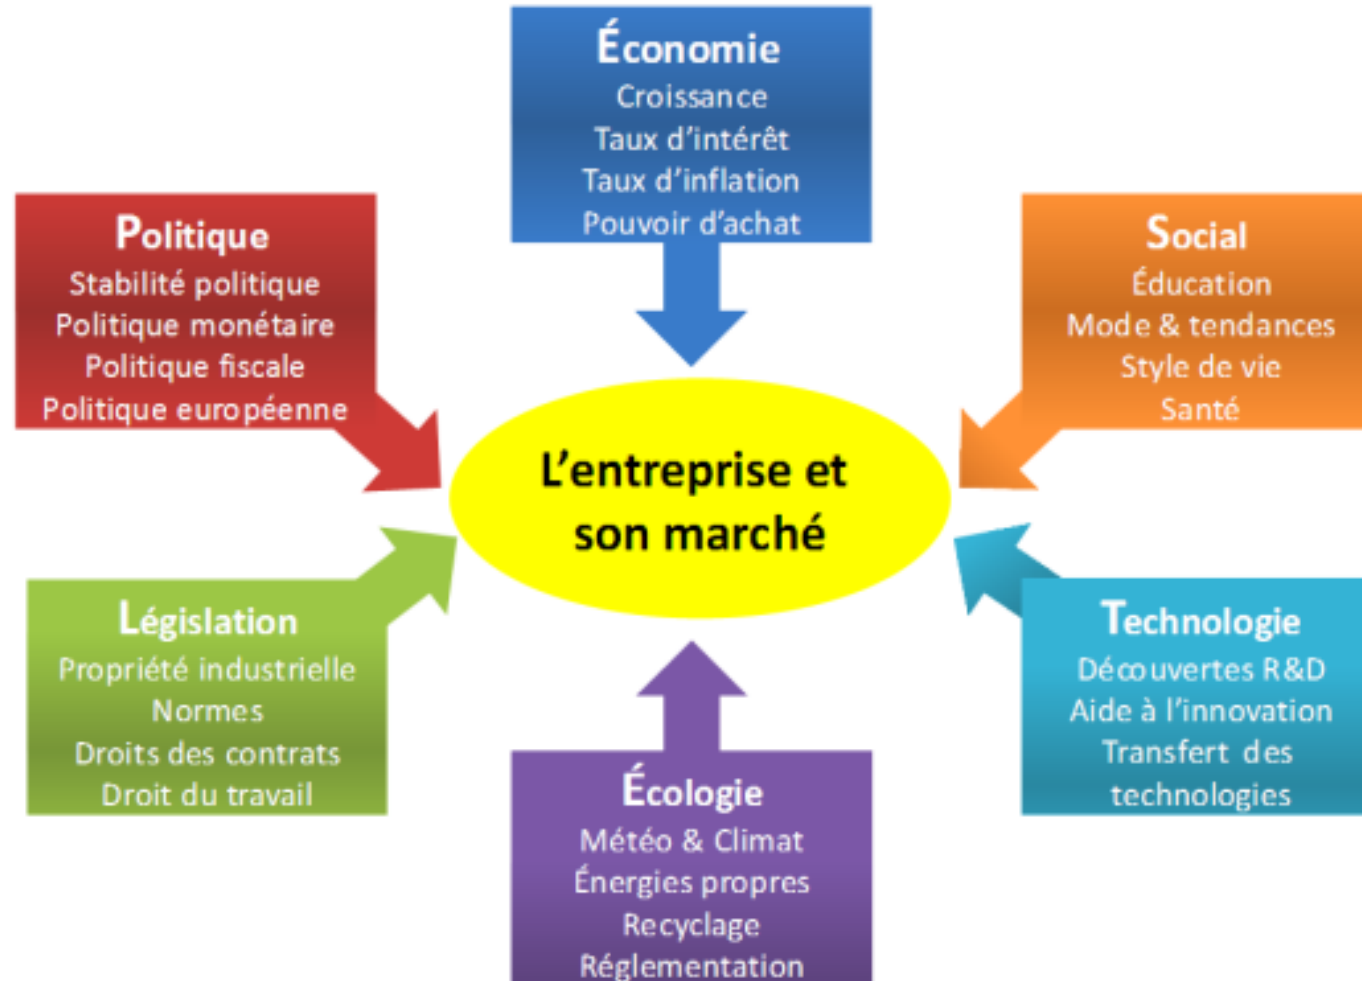 Économie
Croissance
Taux d'intérêt
Taux d'inflation
Pouvoir d'achat
Politique
Stabilité politique
Politique monétaire
Politique fiscale
Politique européenne
Social
Éducation
Mode & tendances
Style de vie
Santé
L'entreprise et
son marché
Législation
Propriété industrielle
Normes
Droits des contrats
Droit du travail
Technologie
Découvertes R&D
Aide à l'innovation
Transfert des
technologies
Écologie
Météo & Climat
Énergies propres
Recyclage
Réglementation